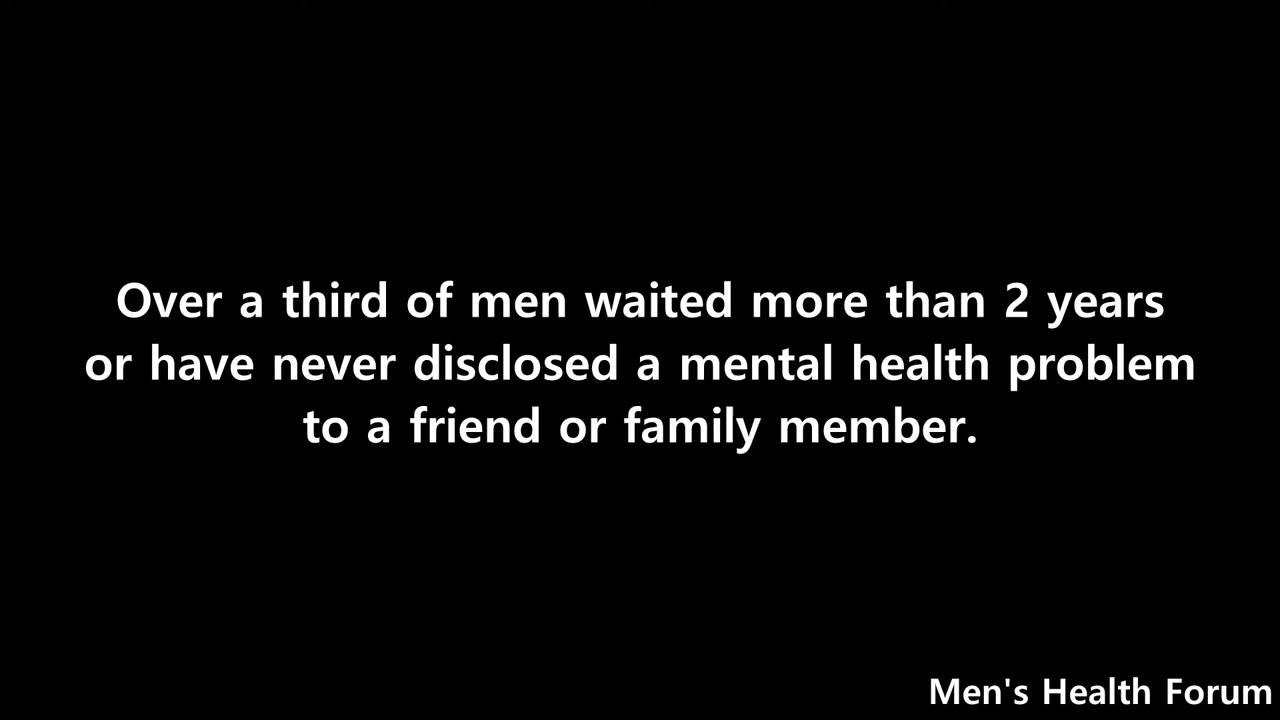 Over a third of men waited more than 2 years
or have never disclosed a mental health problem
to a friend or family member.
Men's Health Forum